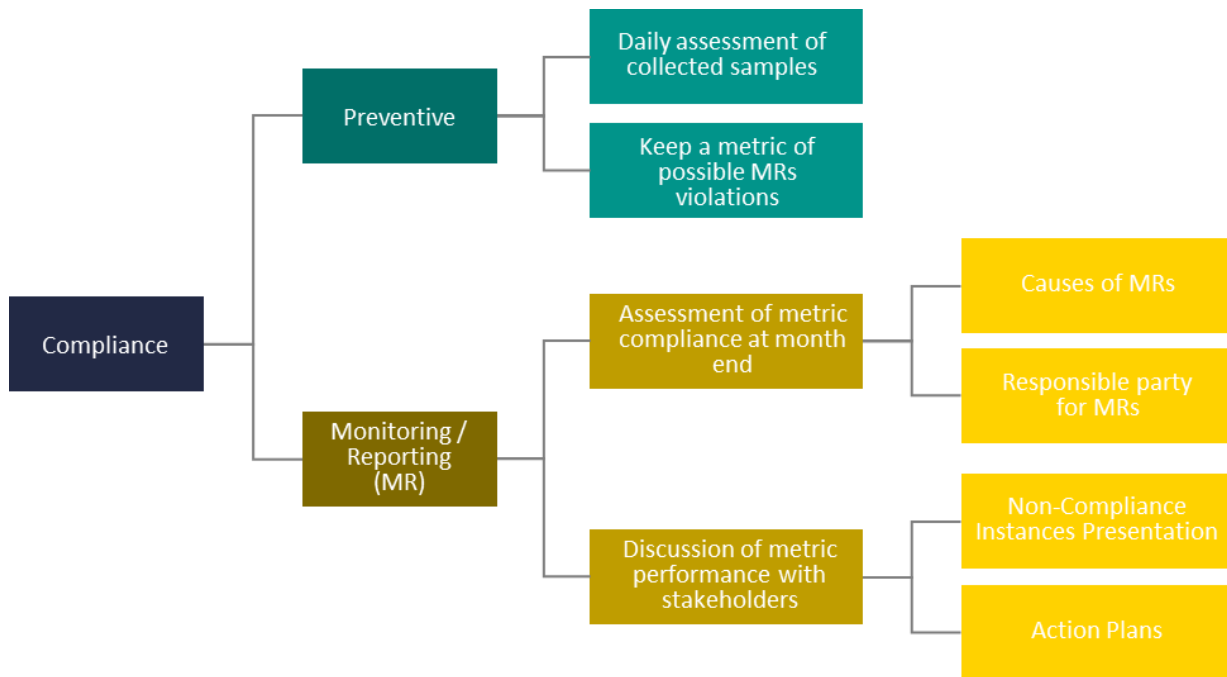 Daily assessment of
collected samples
Preventive
Keep a metric of
possible MRs
violations
Causes of MRs
Assessment of metric
compliance at month
end
Compliance
Responsible party
for MRs
Monitoring /
Reporting
(MR)
Non-Compliance
Instances Presentation
Discussion of metric
performance with
stakeholders
Action Plans